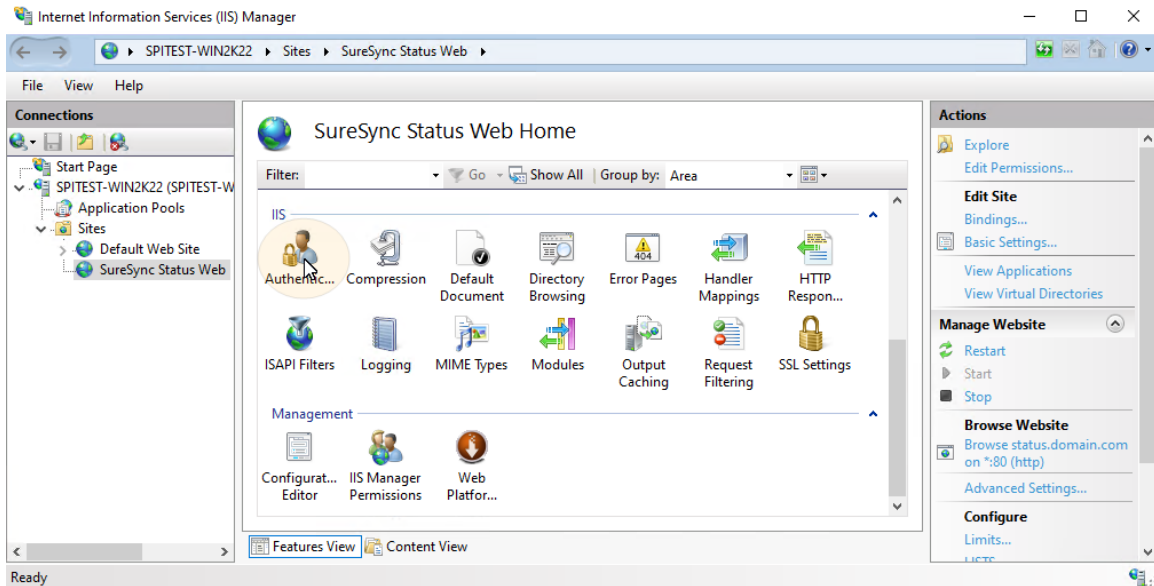 Internet Information Services (IIS) Manager
SPITEST-WIN2K22 Sites SureSync Status Web
File View Help
Connections
Start Page
SPITEST-WIN2K22 (SPITEST-W
Application Pools
Sites
Default Web Site
SureSync Status Web
SureSync Status Web Home
Filter: Go Show All Group by: Area
IIS
Authentic... Compression Default Document Directory Browsing Error Pages Handler Mappings HTTP Respon...
404
ISAPI Filters Logging MIME Types Modules Output Caching Request Filtering SSL Settings
Management
Configurat... Editor IIS Manager Permissions Web Platfor...
Features View Content View
Actions
Explore
Edit Permissions...
Edit Site
Bindings...
Basic Settings...
View Applications
View Virtual Directories
Manage Website
Restart
Start
Stop
Browse Website
Browse status.domain.com
on *:80 (http)
Advanced Settings...
Configure
Limits...
Ready